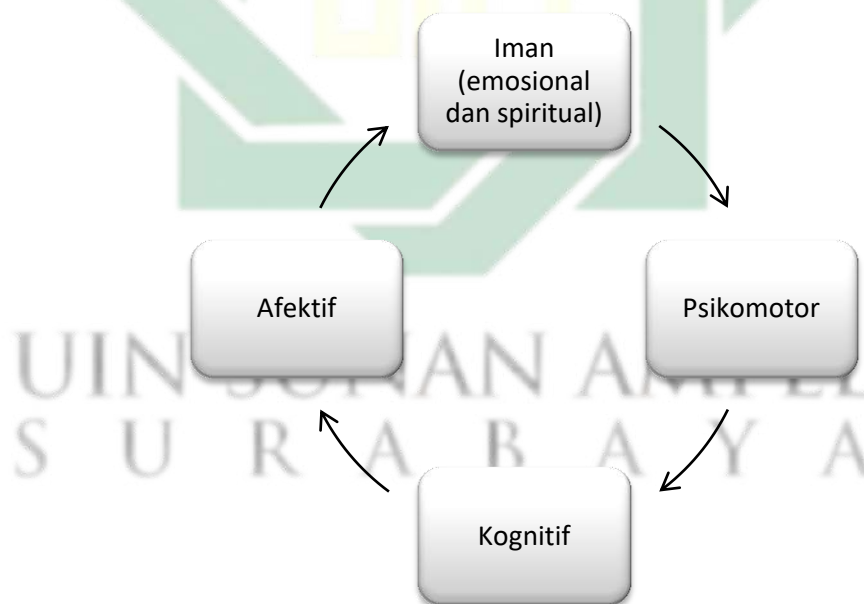 Iman
(emosional
dan spiritual)
Afektif
Psikomotor
UIN SUNAN AMPEL
S U R A B A Y A
Kognitif